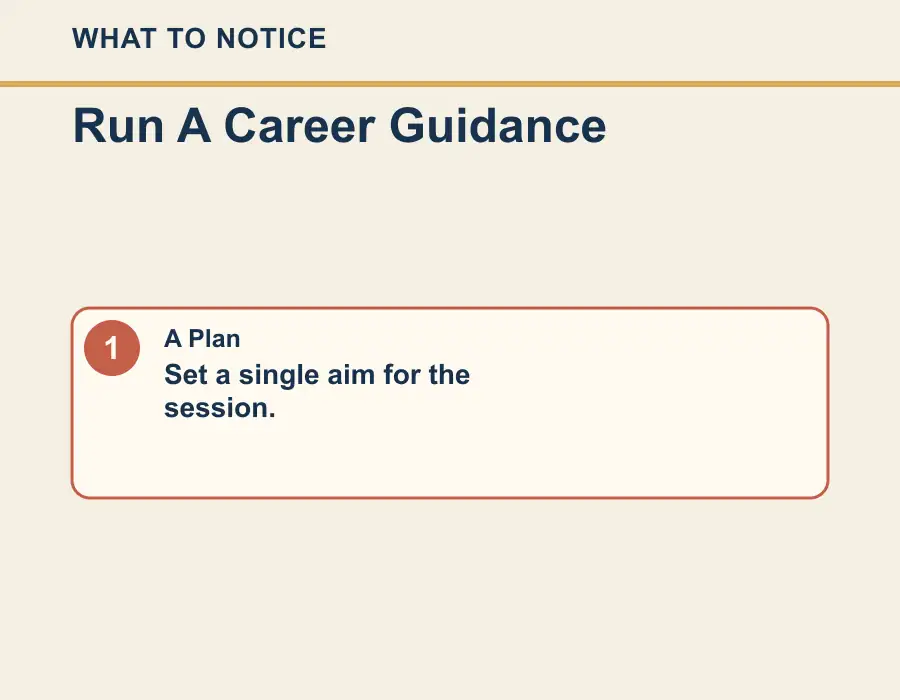 WHAT TO NOTICE
Run A Career Guidance
1
A Plan
Set a single aim for the
session.